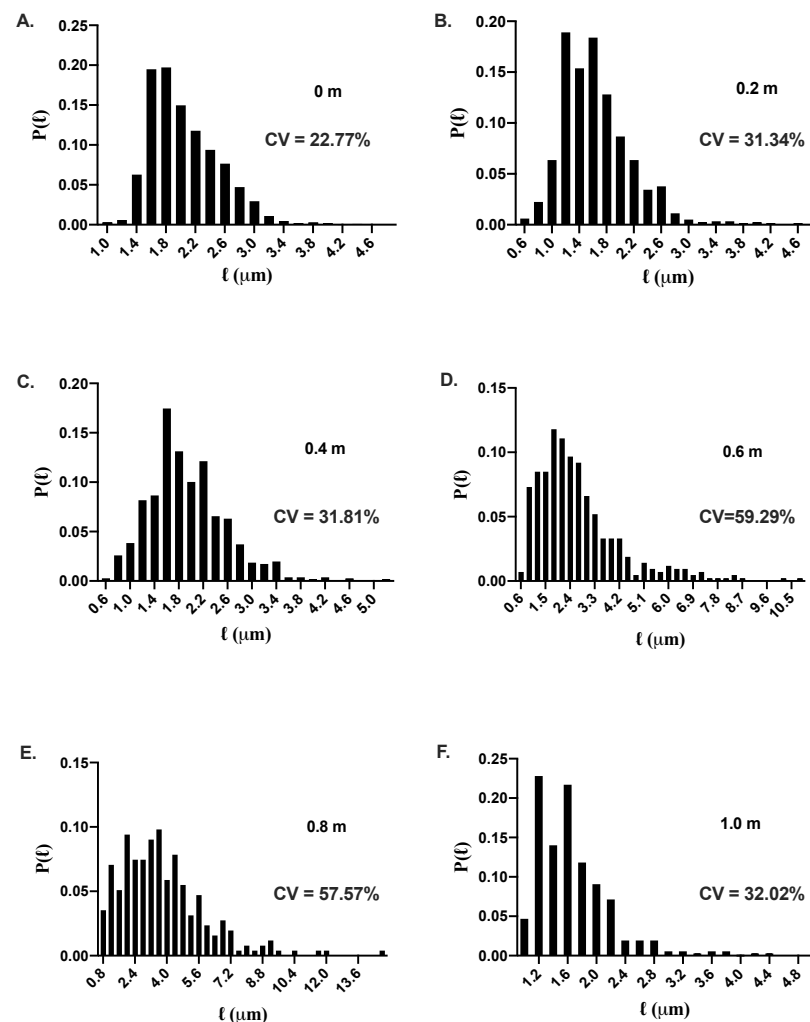 A.
0.25
0.20
0.15
0.10
0.05
0.00
P(ℓ)
0 m
CV = 22.77%
1.0 1.4 1.8 2.2 2.6 3.0 3.4 3.8 4.2 4.6
ℓ (μm)
B.
0.20
0.15
0.10
0.05
0.00
P(ℓ)
0.2 m
CV = 31.34%
0.6 1.0 1.4 1.8 2.2 2.6 3.0 3.4 3.8 4.2 4.6
ℓ (μm)
C.
0.20
0.15
0.10
0.05
0.00
P(ℓ)
0.4 m
CV = 31.81%
0.6 1.0 1.4 1.8 2.2 2.6 3.0 3.4 3.8 4.2 4.6 5.0
ℓ (μm)
D.
0.15
0.10
0.05
0.00
P(ℓ)
0.6 m
CV=59.29%
0.6 1.5 2.4 3.3 4.2 5.1 6.0 6.9 7.8 8.7 9.6 10.5
ℓ (μm)
E.
0.15
0.10
0.05
0.00
P(ℓ)
0.8 m
CV = 57.57%
0.8 2.4 4.0 5.6 7.2 8.8 10.4 12.0 13.6
ℓ (μm)
F.
0.25
0.20
0.15
0.10
0.05
0.00
P(ℓ)
1.0 m
CV = 32.02%
1.2 1.6 2.0 2.4 2.8 3.2 3.6 4.0 4.4 4.8
ℓ (μm)